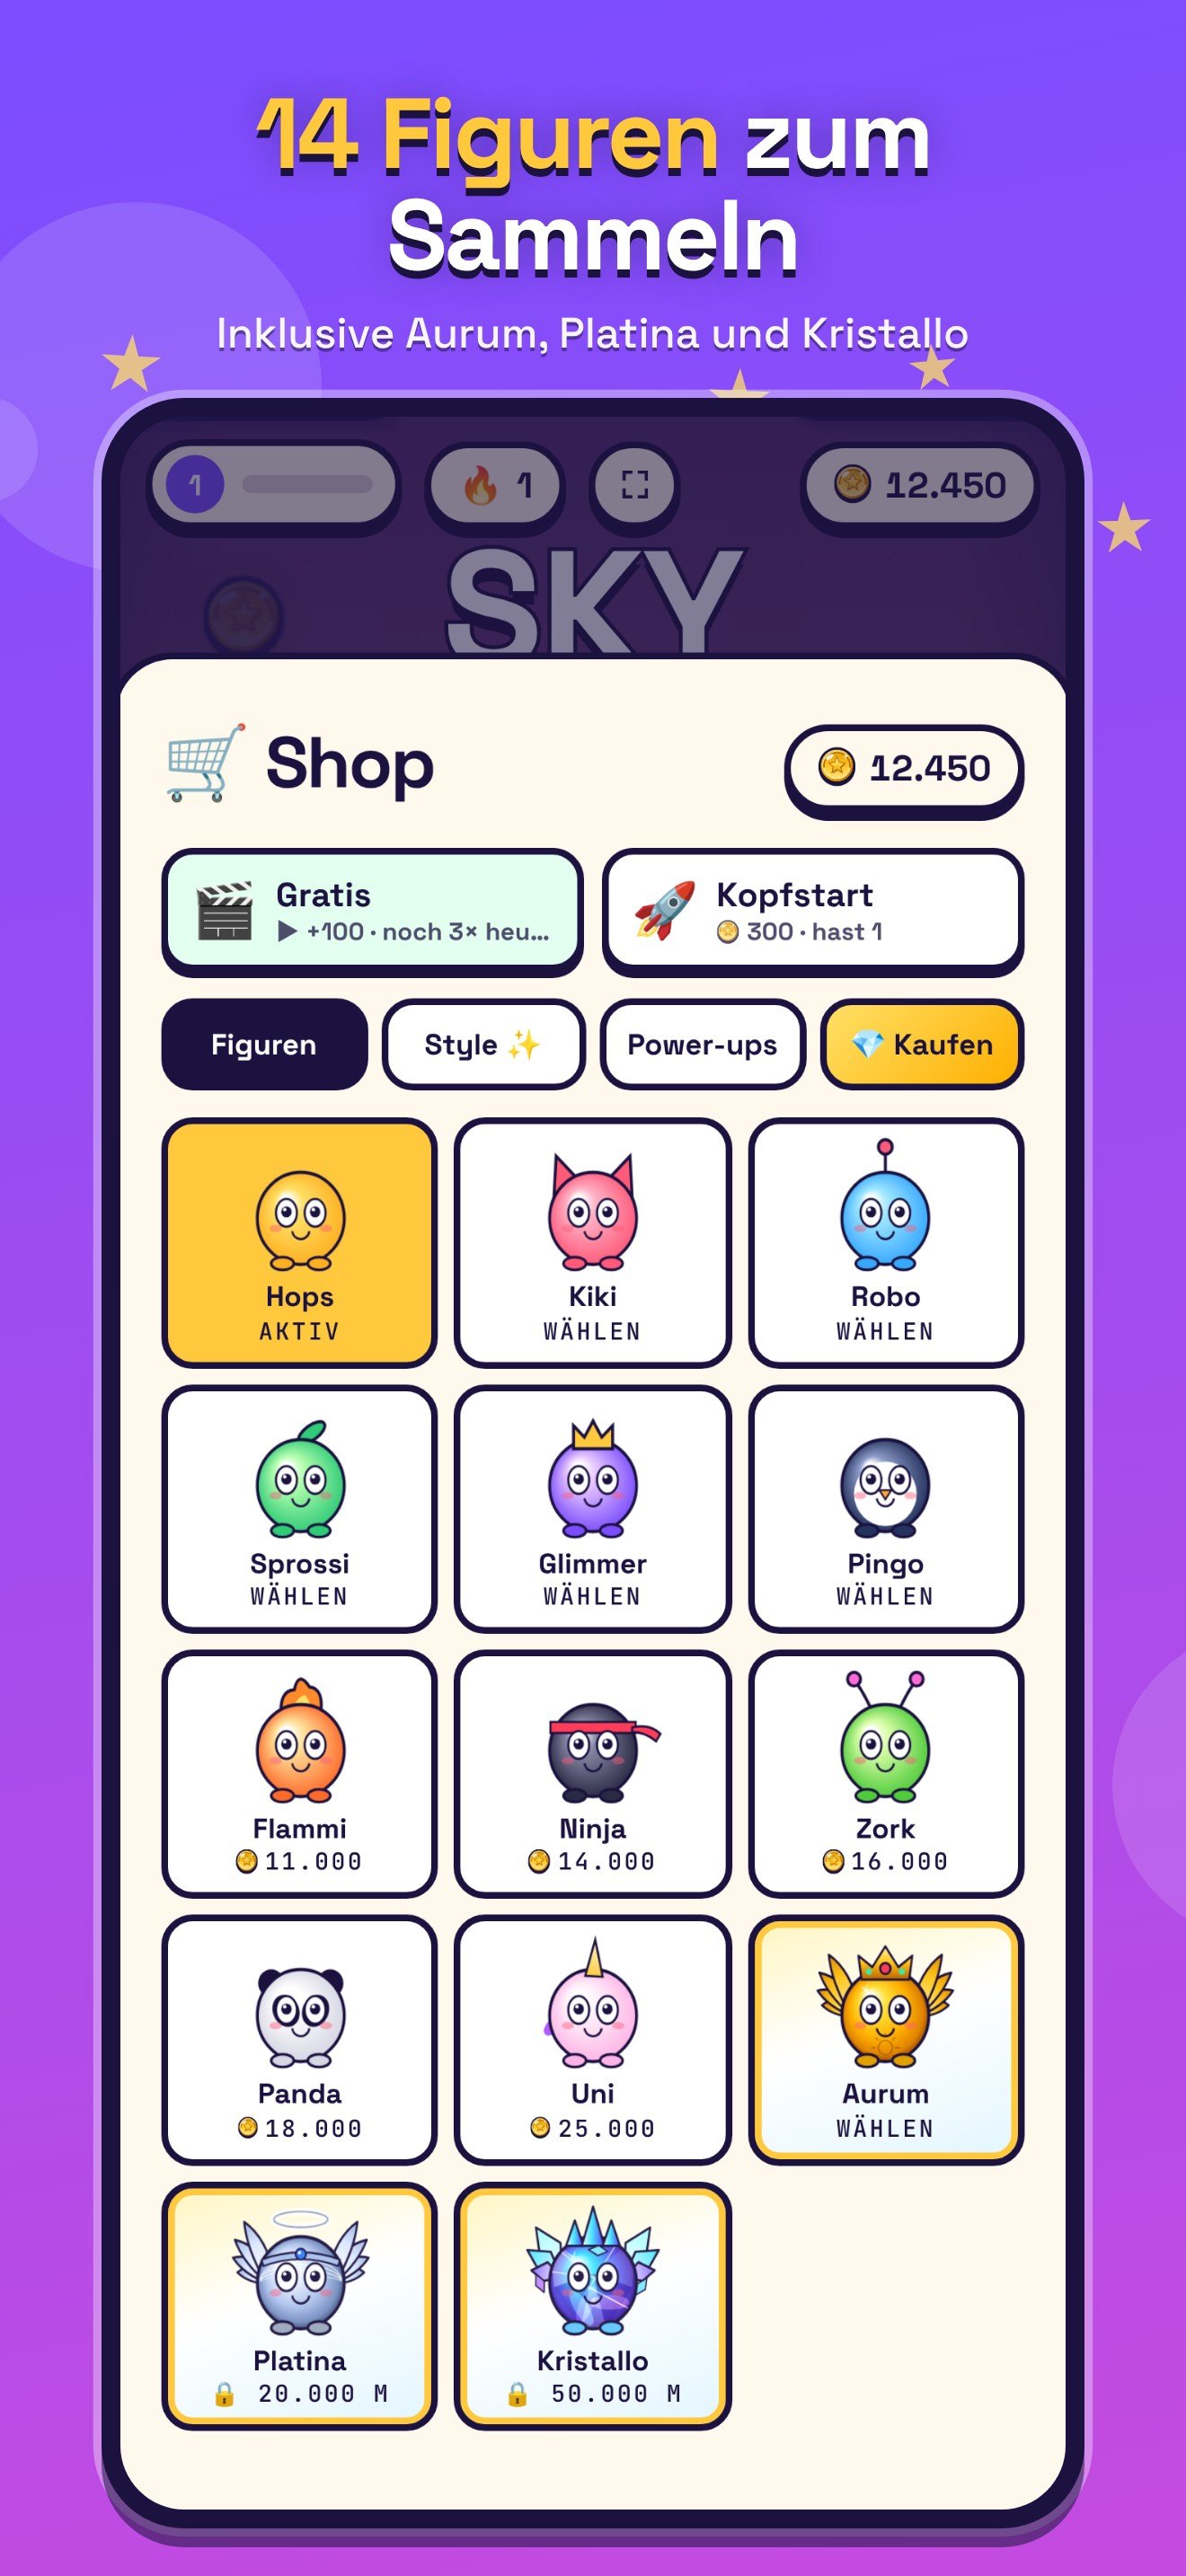 14 Figuren zum
Sammeln
Inklusive Aurum, Platina und Kristallo
1
1
12.450
SKY
Shop
12.450
Gratis
+100 · noch 3× heu...
Kopfstart
300 · hast 1
Figuren
Style
Power-ups
Kaufen
Hops
AKTIV
Kiki
WÄHLEN
Robo
WÄHLEN
Sprossi
WÄHLEN
Glimmer
WÄHLEN
Pingo
WÄHLEN
Flammi
11.000
Ninja
14.000
Zork
16.000
Panda
18.000
Uni
25.000
Aurum
WÄHLEN
Platina
20.000 M
Kristallo
50.000 M